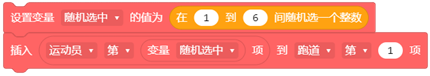 设置变量 随机选中 的值为 在 1 到 6 间随机选一个整数
插入 运动员 第 变量 随机选中 项 到 跑道 第 1 项